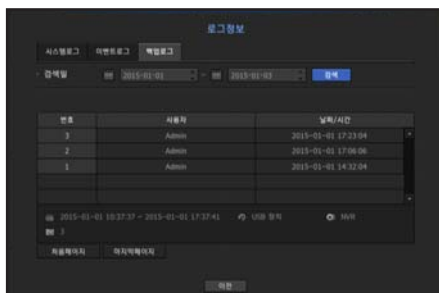 로그정보
시스템로그 이벤트로그 백업로그
· 검색일 2015-01-01 ~ 2015-01-03 검색
번호 사용자 날짜/시간
3 Admin 2015-01-01 17:23:04
2 Admin 2015-01-01 17:06:06
1 Admin 2015-01-01 14:32:04
2015-01-01 10:37:37 ~ 2015-01-01 17:37:41 USB 장치 NVR
3
처음페이지 마지막페이지
이전